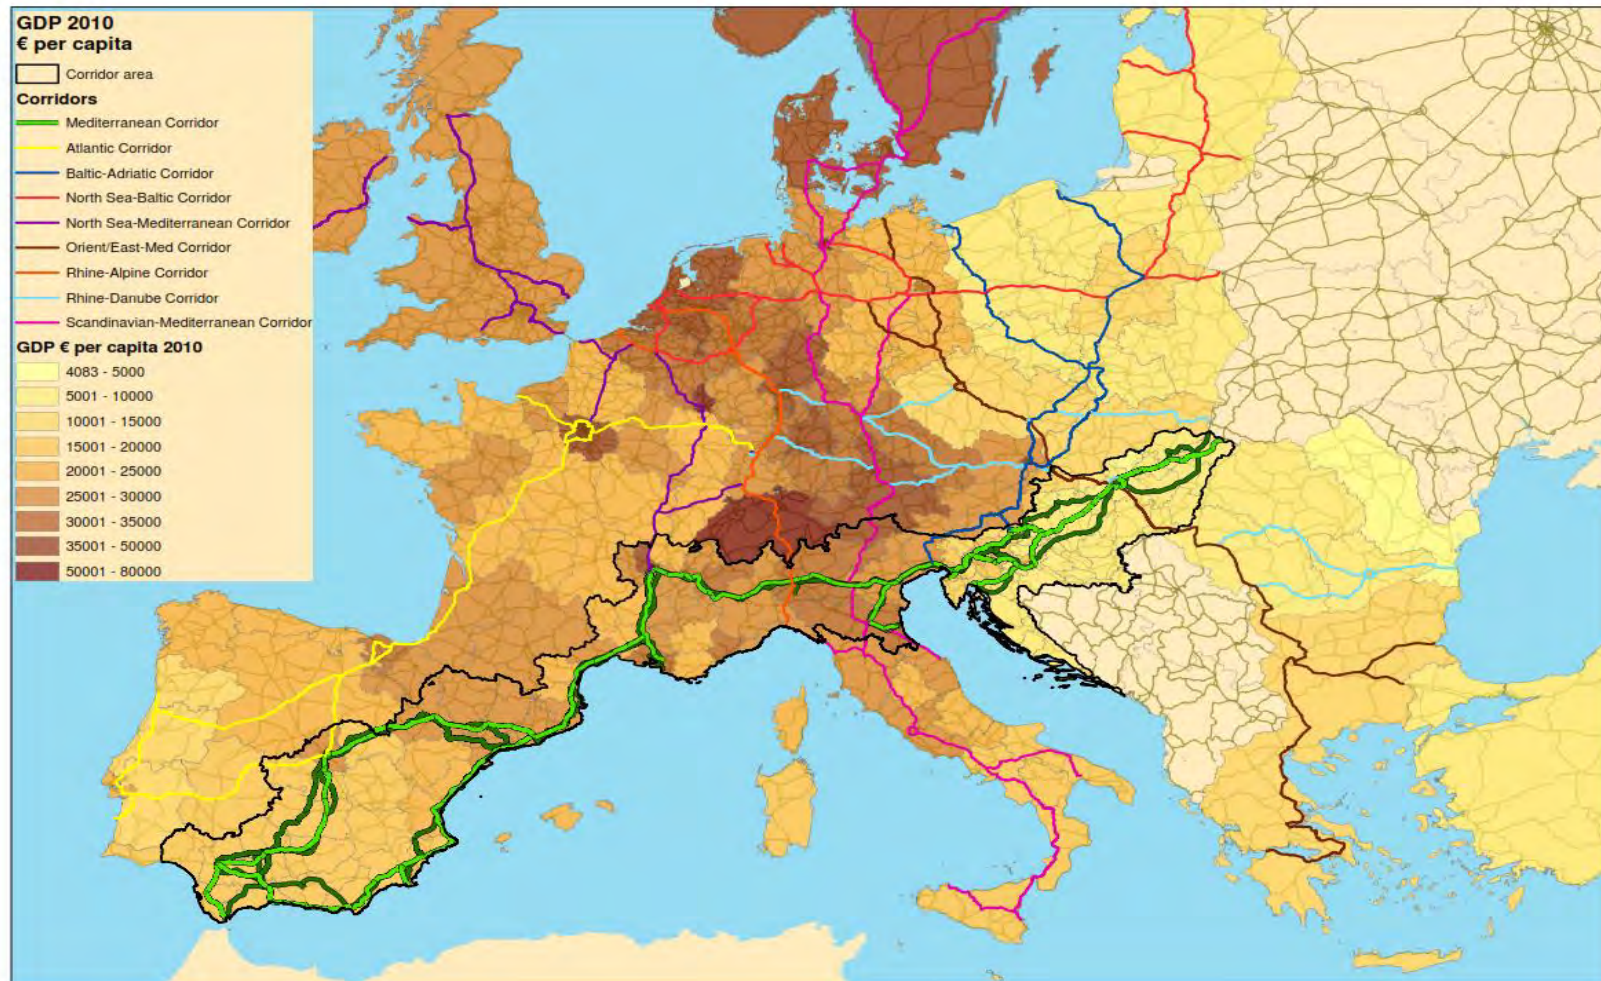 GDP 2010
€ per capita
Corridor area
Corridors
Mediterranean Corridor
Atlantic Corridor
Baltic-Adriatic Corridor
North Sea-Baltic Corridor
North Sea-Mediterranean Corridor
Orient/East-Med Corridor
Rhine-Alpine Corridor
Rhine-Danube Corridor
Scandinavian-Mediterranean Corridor
GDP € per capita 2010
4083 - 5000
5001 - 10000
10001 - 15000
15001 - 20000
20001 - 25000
25001 - 30000
30001 - 35000
35001 - 50000
50001 - 80000